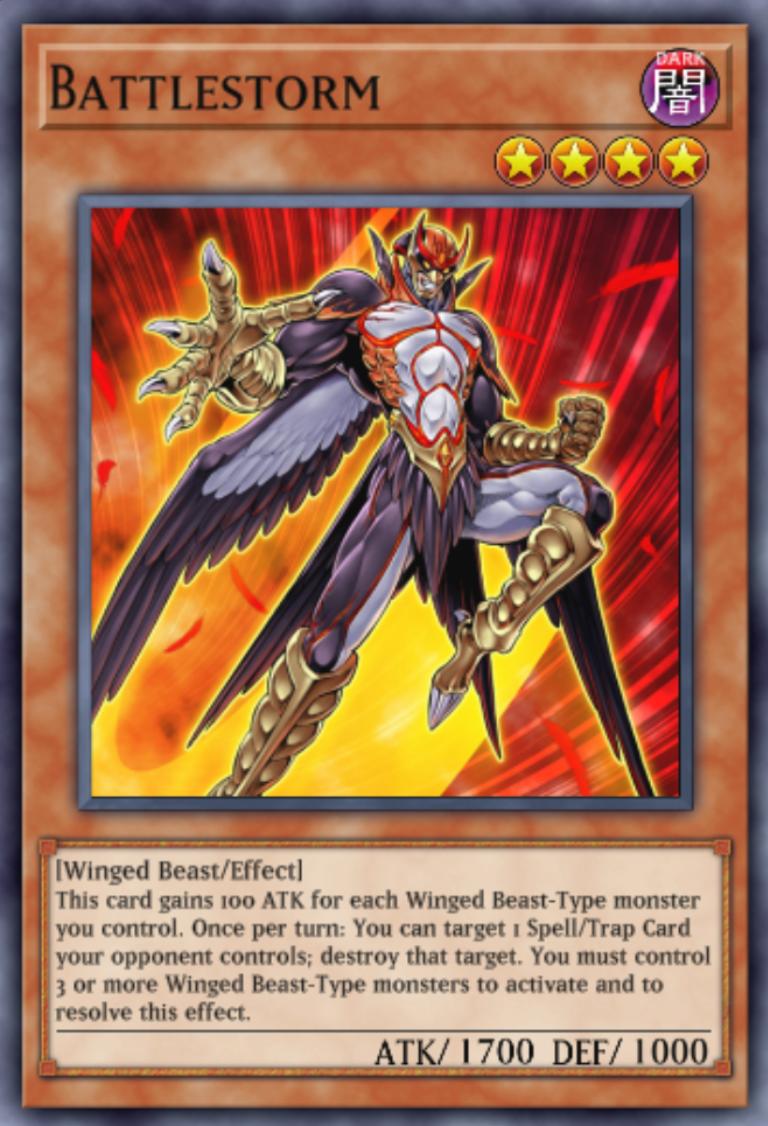 BATTLESTORM
DARK
闇
[Winged Beast/Effect]
This card gains 100 ATK for each Winged Beast-Type monster
you control. Once per turn: You can target 1 Spell/Trap Card
your opponent controls; destroy that target. You must control
3 or more Winged Beast-Type monsters to activate and to
resolve this effect.
ATK/ 1700 DEF/ 1000